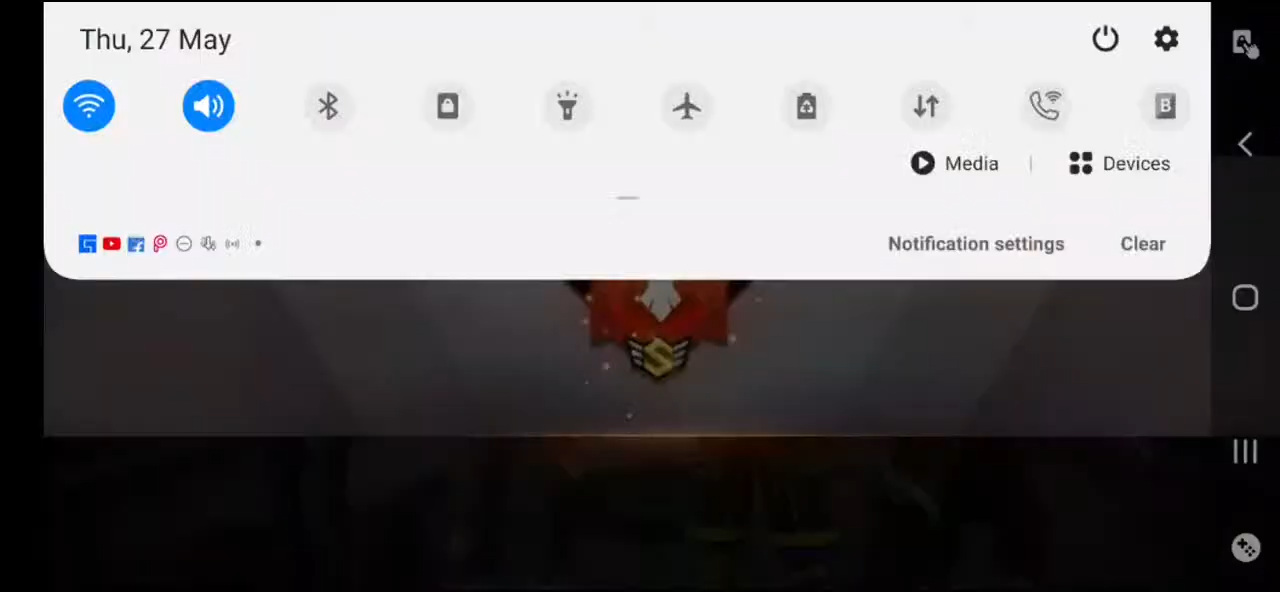 Thu, 27 May
B
Media
Devices
Notification settings
Clear
S